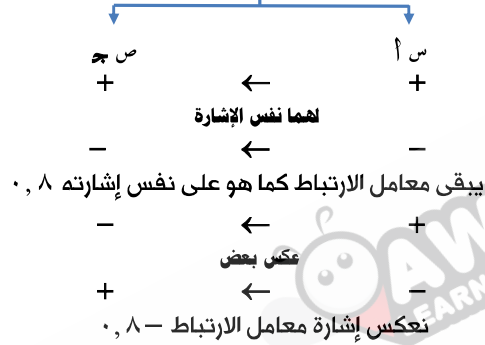 س أ ص جـ
+ ← +
لهما نفس الإشارة
− ← −
يبقى معامل الارتباط كما هو على نفس إشارته ٠,٨
+ ← −
عكس بعض
− ← +
نعكس إشارة معامل الارتباط −٠,٨